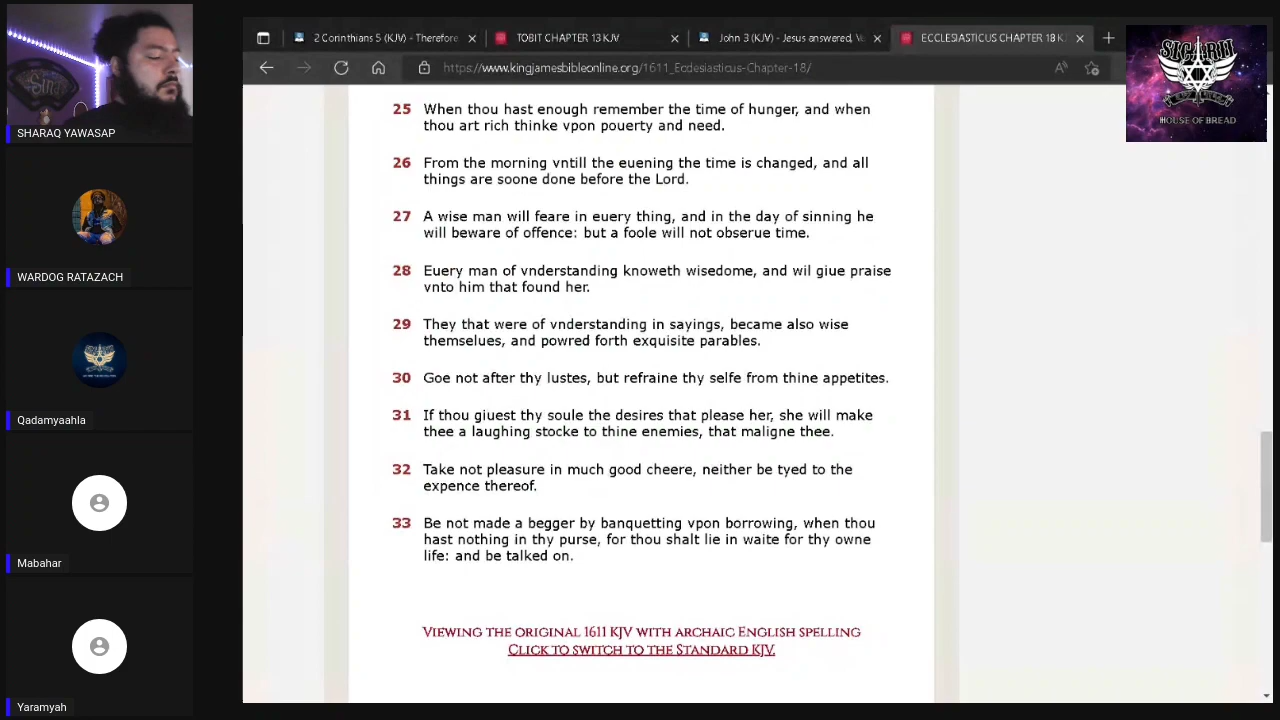 2 Corinthians 5 (KJV) - Therefore
TOBIT CHAPTER 13 KJV
John 3 (KJV) - Jesus answered, Ve
ECCLESIASTICUS CHAPTER 18 K
https://www.kingjamesbibleonline.org/1611_Ecclesiasticus-Chapter-18/
SICARII
HOUSE OF BREAD
SHARAQ YAWASAP
WARDOG RATAZACH
Qadamyaahla
Mabahar
Yaramyah
25 When thou hast enough remember the time of hunger, and when
thou art rich thinke vpon pouerty and need.
26 From the morning vntill the euening the time is changed, and all
things are soone done before the Lord.
27 A wise man will feare in euery thing, and in the day of sinning he
will beware of offence: but a foole will not obserue time.
28 Euery man of vnderstanding knoweth wisedome, and wil giue praise
vnto him that found her.
29 They that were of vnderstanding in sayings, became also wise
themselues, and powred forth exquisite parables.
30 Goe not after thy lustes, but refraine thy selfe from thine appetites.
31 If thou giuest thy soule the desires that please her, she will make
thee a laughing stocke to thine enemies, that maligne thee.
32 Take not pleasure in much good cheere, neither be tyed to the
expence thereof.
33 Be not made a begger by banquetting vpon borrowing, when thou
hast nothing in thy purse, for thou shalt lie in waite for thy owne
life: and be talked on.
Viewing the original 1611 KJV with archaic English spelling
Click to switch to the Standard KJV.